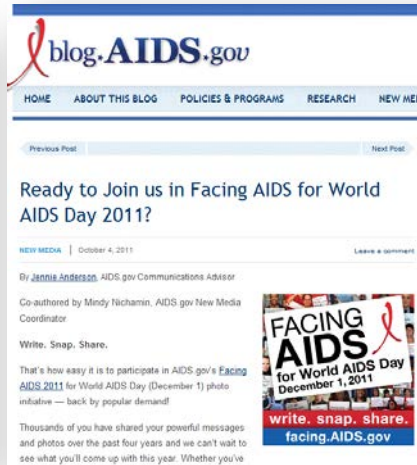 blog.AIDS.gov
HOME ABOUT THIS BLOG POLICIES & PROGRAMS RESEARCH NEW ME
Previous Post Next Post
Ready to Join us in Facing AIDS for World
AIDS Day 2011?
NEW MEDIA | October 4, 2011 Leave a comment
By Jennie Anderson, AIDS.gov Communications Advisor
Co-authored by Mindy Nichamin, AIDS.gov New Media
Coordinator
Write. Snap. Share.
That's how easy it is to participate in AIDS.gov's Facing
AIDS 2011 for World AIDS Day (December 1) photo
initiative — back by popular demand!
Thousands of you have shared your powerful messages
and photos over the past four years and we can't wait to
see what you'll come up with this year. Whether you've
FACING
AIDS
for World AIDS Day
December 1, 2011
write. snap. share.
facing.AIDS.gov